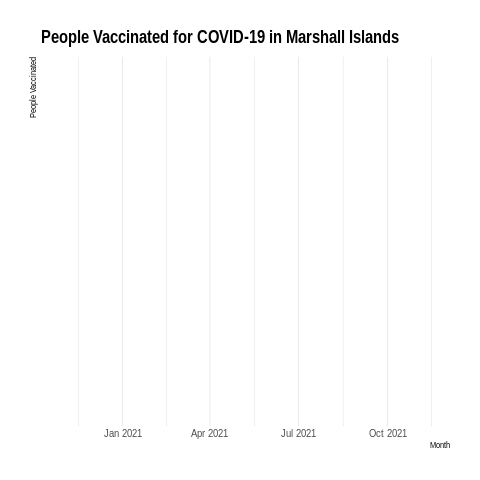 People Vaccinated for COVID-19 in Marshall Islands
People Vaccinated
Jan 2021
Apr 2021
Jul 2021
Oct 2021
Month